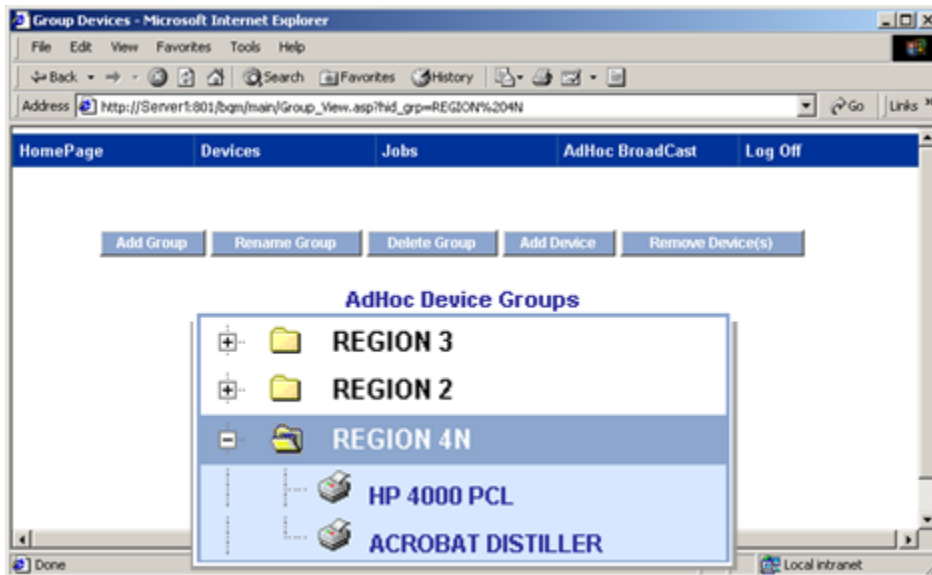 Group Devices - Microsoft Internet Explorer
File Edit View Favorites Tools Help
Back Search Favorites History
Address http://Server1:801/bqm/main/Group_View.asp?hid_grp=REGION%204N Go Links »
HomePage Devices Jobs AdHoc BroadCast Log Off
Add Group Rename Group Delete Group Add Device Remove Device(s)
AdHoc Device Groups
REGION 3
REGION 2
REGION 4N
HP 4000 PCL
ACROBAT DISTILLER
Done Local intranet